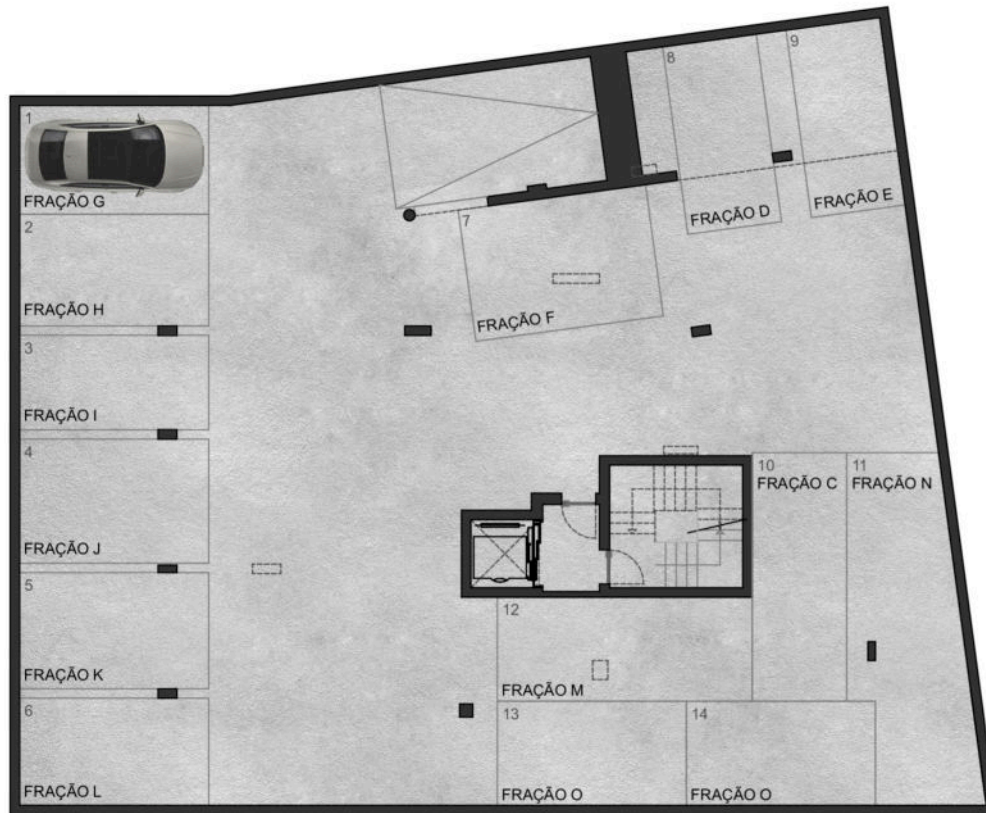 1
FRAÇÃO G
2
FRAÇÃO H
3
FRAÇÃO I
4
FRAÇÃO J
5
FRAÇÃO K
6
FRAÇÃO L
7
FRAÇÃO F
8
FRAÇÃO D
9
FRAÇÃO E
10
FRAÇÃO C
11
FRAÇÃO N
12
FRAÇÃO M
13
FRAÇÃO O
14
FRAÇÃO O